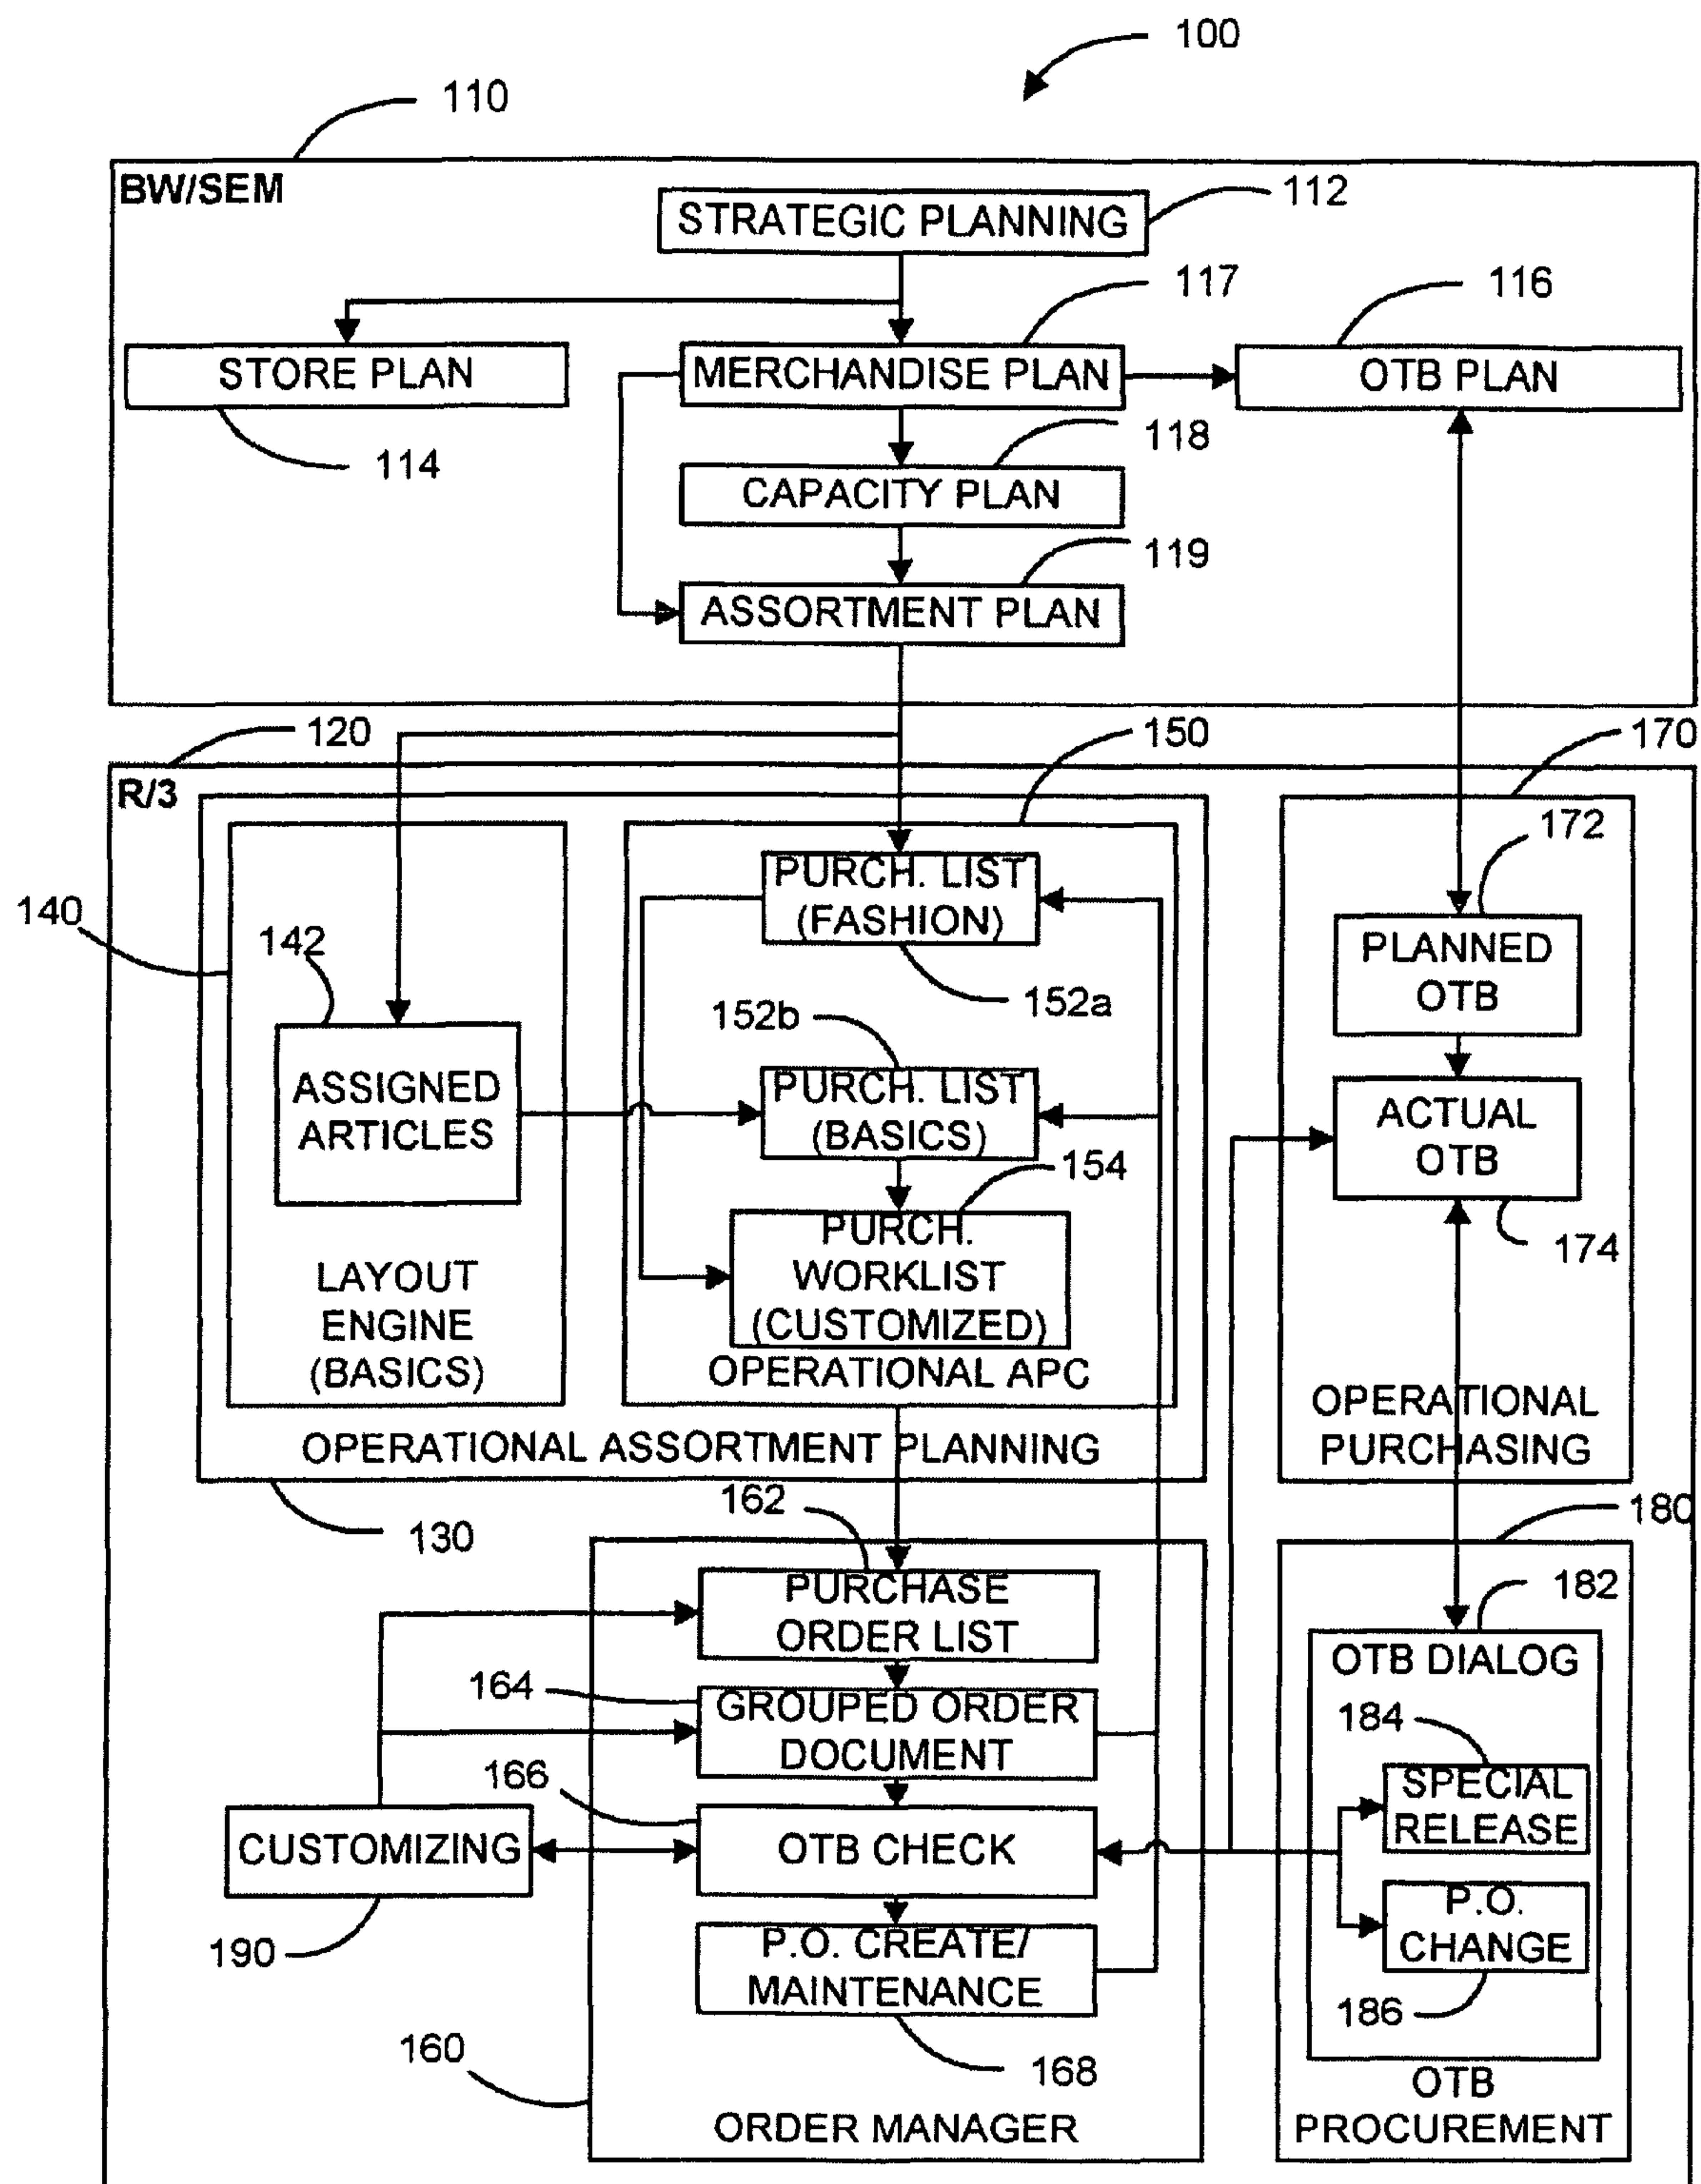 100
110
BW/SEM
STRATEGIC PLANNING
112
117
116
STORE PLAN
MERCHANDISE PLAN
OTB PLAN
114
118
CAPACITY PLAN
119
ASSORTMENT PLAN
120
150
170
R/3
172
PURCH. LIST
(FASHION)
140
142
PLANNED
OTB
152a
152b
ASSIGNED
ARTICLES
PURCH. LIST
(BASICS)
ACTUAL
OTB
154
174
PURCH.
WORKLIST
(CUSTOMIZED)
LAYOUT
ENGINE
(BASICS)
OPERATIONAL APC
OPERATIONAL
PURCHASING
OPERATIONAL ASSORTMENT PLANNING
162
130
180
PURCHASE
ORDER LIST
182
OTB DIALOG
164
GROUPED ORDER
DOCUMENT
184
SPECIAL
RELEASE
166
CUSTOMIZING
OTB CHECK
190
P.O.
CHANGE
P.O. CREATE/
MAINTENANCE
186
160
168
OTB
PROCUREMENT
ORDER MANAGER